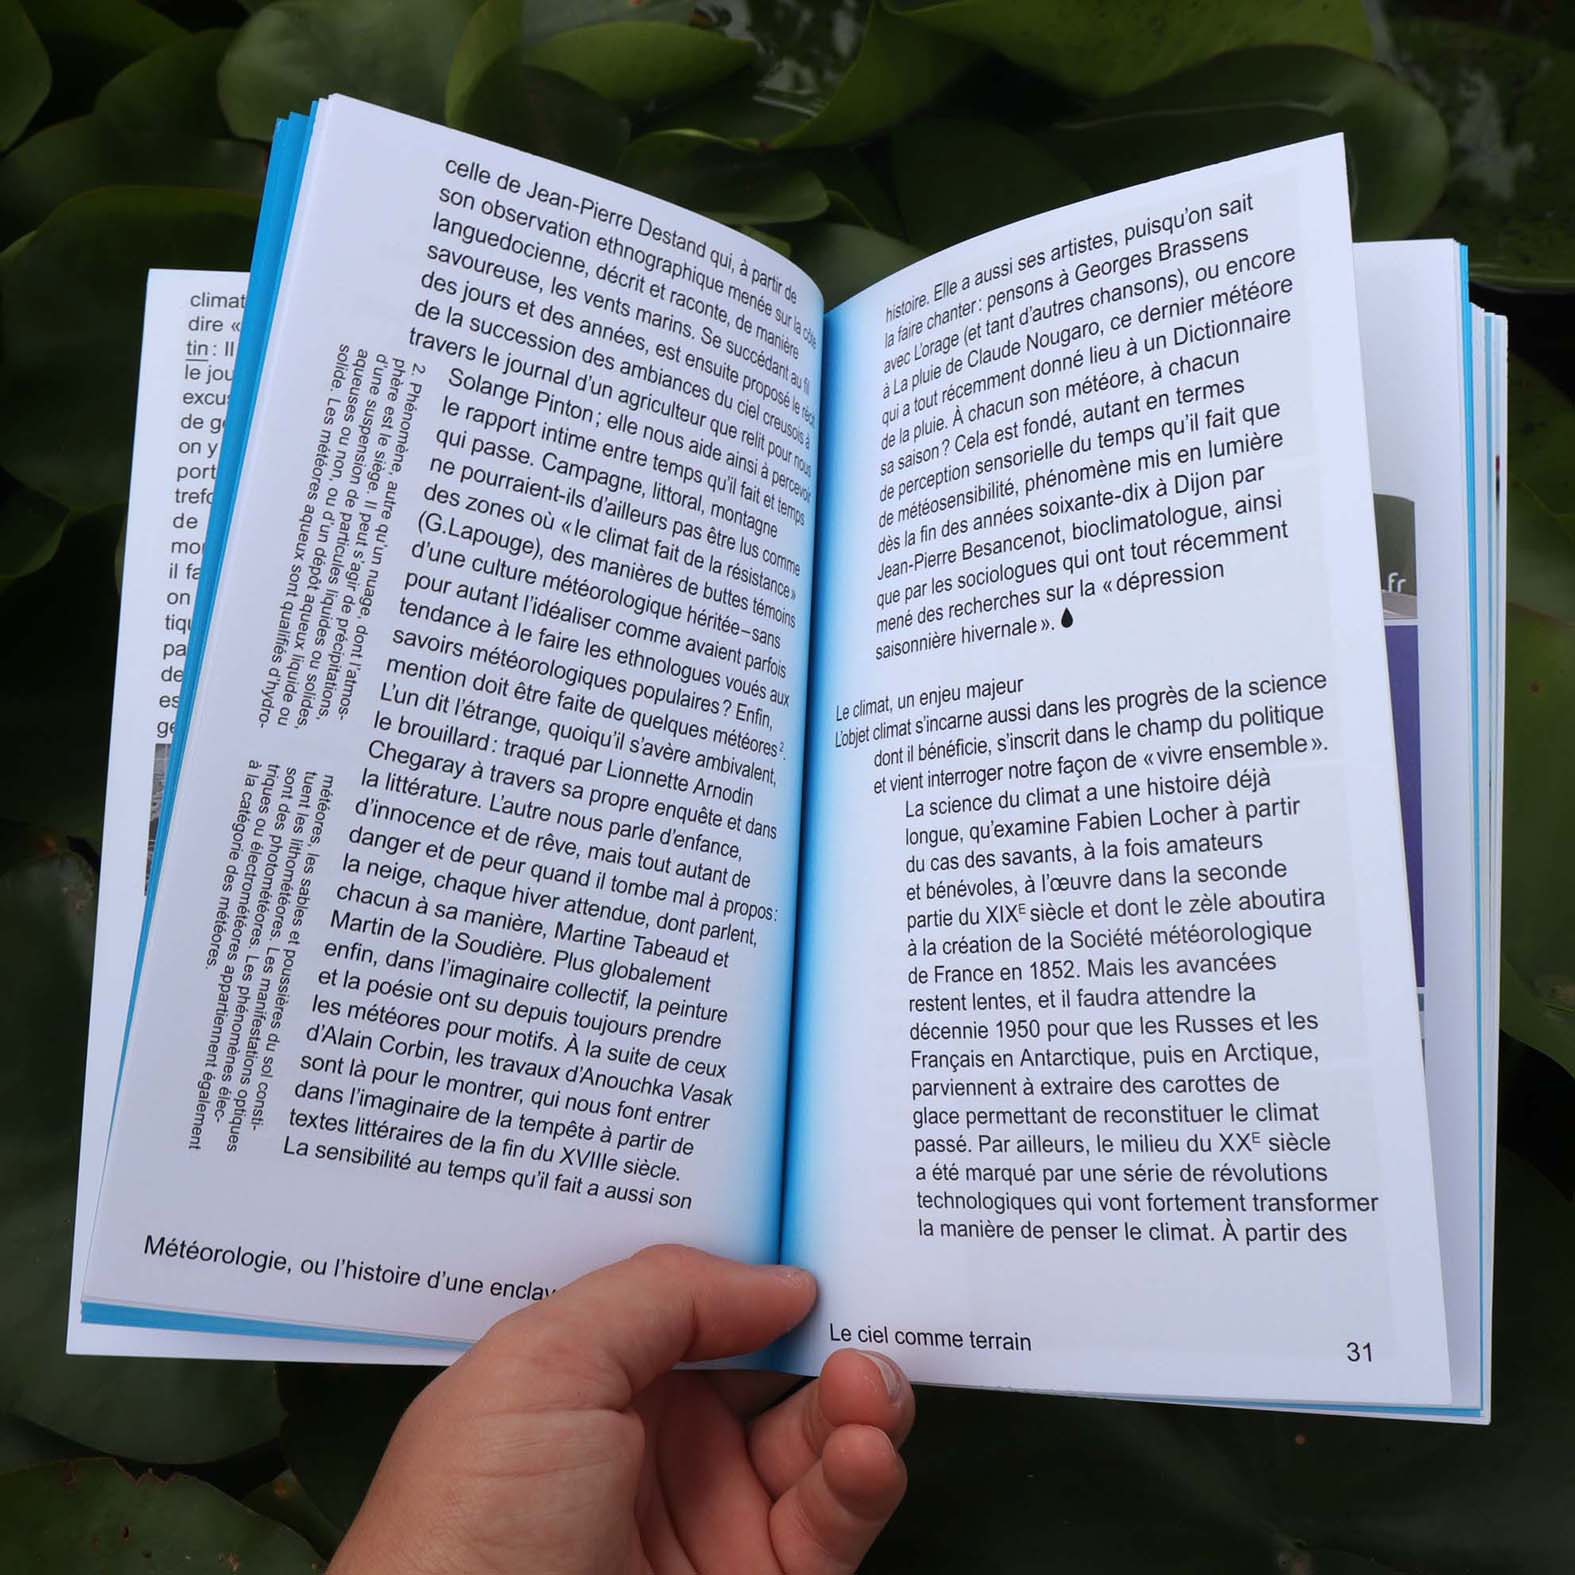 climat
dire «
tin : Il
le jou
excus
de g
on y
port
trefo
de
mo
il fa
on
tiqu
pa
de
es
ge
celle de Jean-Pierre Destand qui, à partir de
son observation ethnographique menée sur la côte
languedocienne, décrit et raconte, de manière
savoureuse, les vents marins. Se succédant au fil
des jours et des années, est ensuite proposé le récit
de la succession des ambiances du ciel creusois à
travers le journal d’un agriculteur que relit pour nous
Solange Pinton ; elle nous aide ainsi à percevoir
le rapport intime entre temps qu’il fait et temps
qui passe. Campagne, littoral, montagne
ne pourraient-ils d’ailleurs pas être lus comme
des zones où « le climat fait de la résistance »
(G.Lapouge), des manières de buttes témoins
d’une culture météorologique héritée – sans
pour autant l’idéaliser comme avaient parfois
tendance à le faire les ethnologues voués aux
savoirs météorologiques populaires ? Enfin,
mention doit être faite de quelques météores².
L’un dit l’étrange, quoiqu’il s’avère ambivalent,
le brouillard : traqué par Lionnette Arnodin
Chegaray à travers sa propre enquête et dans
la littérature. L’autre nous parle d’enfance,
d’innocence et de rêve, mais tout autant de
danger et de peur quand il tombe mal à propos :
la neige, chaque hiver attendue, dont parlent,
chacun à sa manière, Martine Tabeaud et
Martin de la Soudière. Plus globalement
enfin, dans l’imaginaire collectif, la peinture
et la poésie ont su depuis toujours prendre
les météores pour motifs. À la suite de ceux
d’Alain Corbin, les travaux d’Anouchka Vasak
sont là pour le montrer, qui nous font entrer
dans l’imaginaire de la tempête à partir de
textes littéraires de la fin du XVIIIe siècle.
La sensibilité au temps qu’il fait a aussi son
2. Phénomène, autre qu’un nuage, dont l’atmos-
phère est le siège. Il peut s’agir de précipitations,
d’une suspension de particules liquides ou solides,
aqueuses ou non, ou d’un dépôt aqueux liquide ou
solide. Les météores aqueux sont qualifiés d’hydro-
météores, les sables et poussières du sol consti-
tuent les lithométéores. Les manifestations optiques
sont des photométéores. Les phénomènes élec-
triques ou électrométéores appartiennent également
à la catégorie des météores.
Météorologie, ou l’histoire d’une enclav
histoire. Elle a aussi ses artistes, puisqu’on sait
la faire chanter : pensons à Georges Brassens
avec L’orage (et tant d’autres chansons), ou encore
à La pluie de Claude Nougaro, ce dernier météore
qui a tout récemment donné lieu à un Dictionnaire
de la pluie. À chacun son météore, à chacun
sa saison ? Cela est fondé, autant en termes
de perception sensorielle du temps qu’il fait que
de météosensibilité, phénomène mis en lumière
dès la fin des années soixante-dix à Dijon par
Jean-Pierre Besancenot, bioclimatologue, ainsi
que par les sociologues qui ont tout récemment
mené des recherches sur la « dépression
saisonnière hivernale ».
Le climat, un enjeu majeur
L’objet climat s’incarne aussi dans les progrès de la science
dont il bénéficie, s’inscrit dans le champ du politique
et vient interroger notre façon de « vivre ensemble ».
La science du climat a une histoire déjà
longue, qu’examine Fabien Locher à partir
du cas des savants, à la fois amateurs
et bénévoles, à l’œuvre dans la seconde
partie du XIXᴱ siècle et dont le zèle aboutira
à la création de la Société météorologique
de France en 1852. Mais les avancées
restent lentes, et il faudra attendre la
décennie 1950 pour que les Russes et les
Français en Antarctique, puis en Arctique,
parviennent à extraire des carottes de
glace permettant de reconstituer le climat
passé. Par ailleurs, le milieu du XXᴱ siècle
a été marqué par une série de révolutions
technologiques qui vont fortement transformer
la manière de penser le climat. À partir des
Le ciel comme terrain
31
.fr